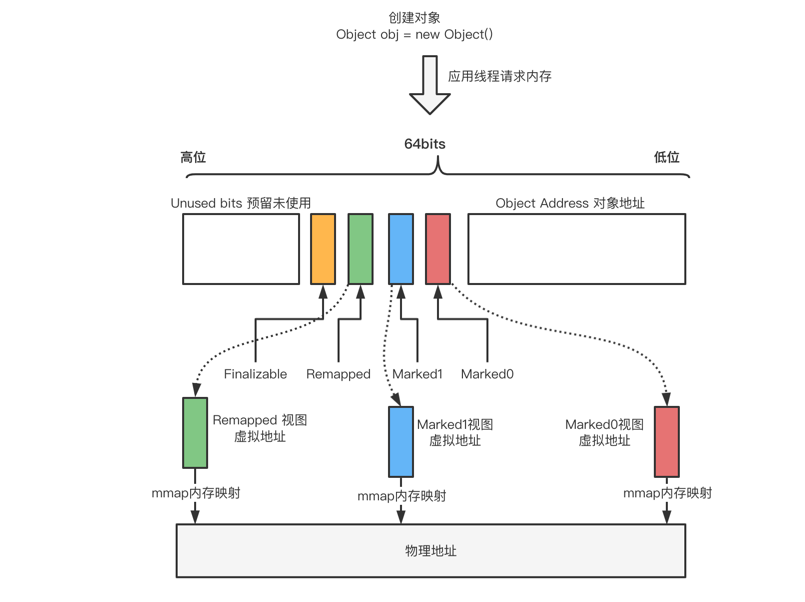 创建对象
Object obj = new Object()
应用线程请求内存
64bits
高位
低位
Unused bits 预留未使用
Object Address 对象地址
Finalizable
Remapped
Marked1
Marked0
Remapped 视图
虚拟地址
Marked1视图
虚拟地址
Marked0视图
虚拟地址
mmap内存映射
mmap内存映射
mmap内存映射
物理地址